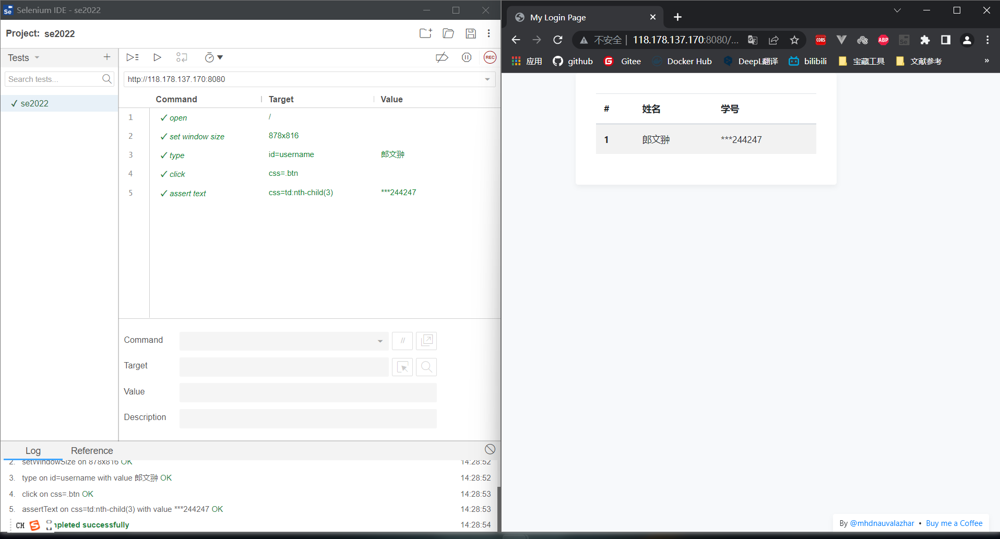 Selenium IDE - se2022
Project: se2022
Tests
Search tests...
✓ se2022
http://118.178.137.170:8080
Command Target Value
1 ✓ open /
2 ✓ set window size 878x816
3 ✓ type id=username 郎文翀
4 ✓ click css=.btn
5 ✓ assert text css=td:nth-child(3) ***244247
REC
Command
//
Target
Value
Description
Log Reference
2. setWindowSize on 878x816 OK 14:28:52
3. type on id=username with value 郎文翀 OK 14:28:52
4. click on css=.btn OK 14:28:53
5. assertText on css=td:nth-child(3) with value ***244247 OK 14:28:53
CH mpleted successfully 14:28:54
My Login Page
不安全 | 118.178.137.170:8080/...
CORS
ABP
Se
应用 github Gitee Docker Hub DeepL翻译 bilibili 宝藏工具 文献参考 »
# 姓名 学号
1 郎文翀 ***244247
By @mhdnauvalazhar • Buy me a Coffee